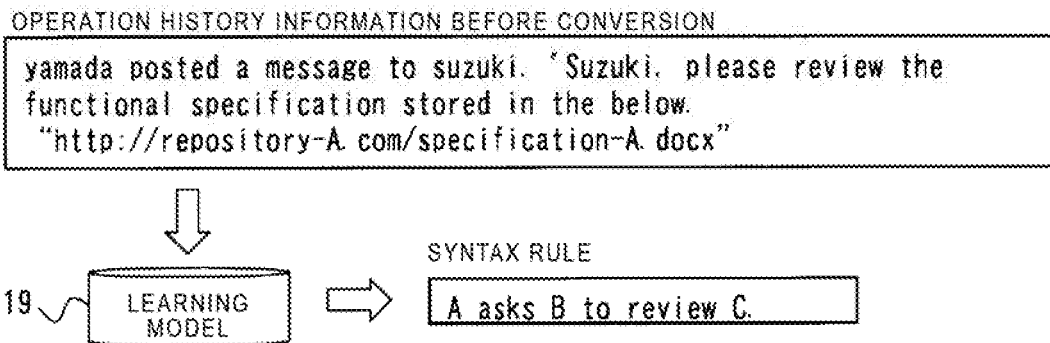 OPERATION HISTORY INFORMATION BEFORE CONVERSION
yamada posted a message to suzuki. ‘Suzuki. please review the
functional specification stored in the below.
“http://repository-A.com/specification-A.docx”
SYNTAX RULE
19
LEARNING
MODEL
A asks B to review C.